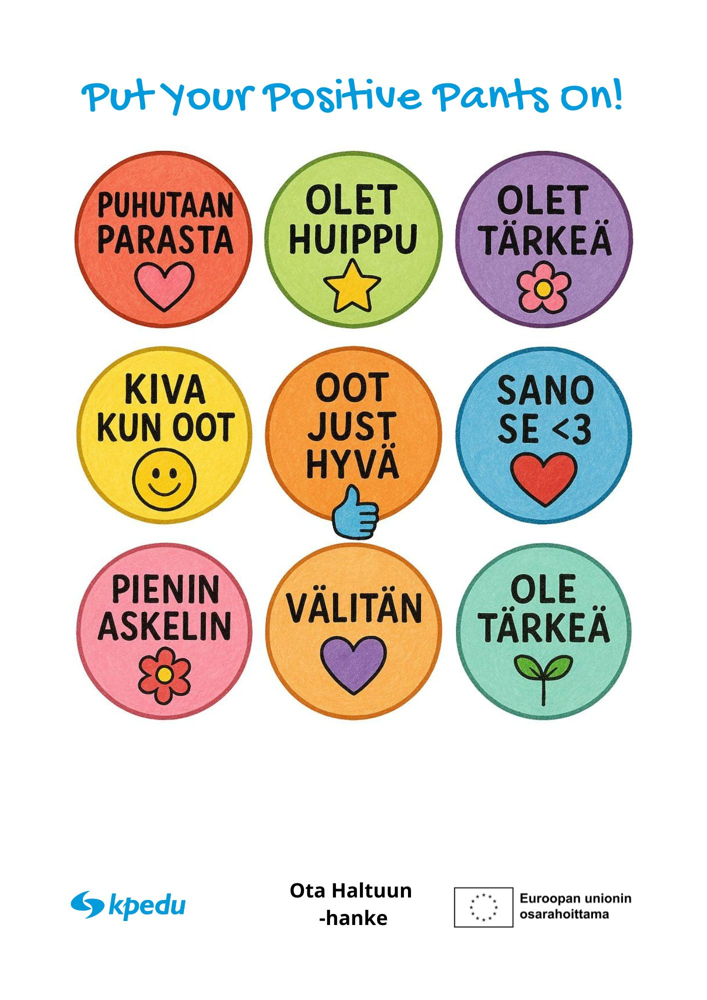 Put Your Positive Pants On!
PUHUTAAN
PARASTA
OLET
HUIPPU
OLET
TÄRKEÄ
KIVA
KUN OOT
OOT
JUST
HYVÄ
SANO
SE <3
PIENIN
ASKELIN
VÄLITÄN
OLE
TÄRKEÄ
kpedu
Ota Haltuun
-hanke
Euroopan unionin
osarahoittama